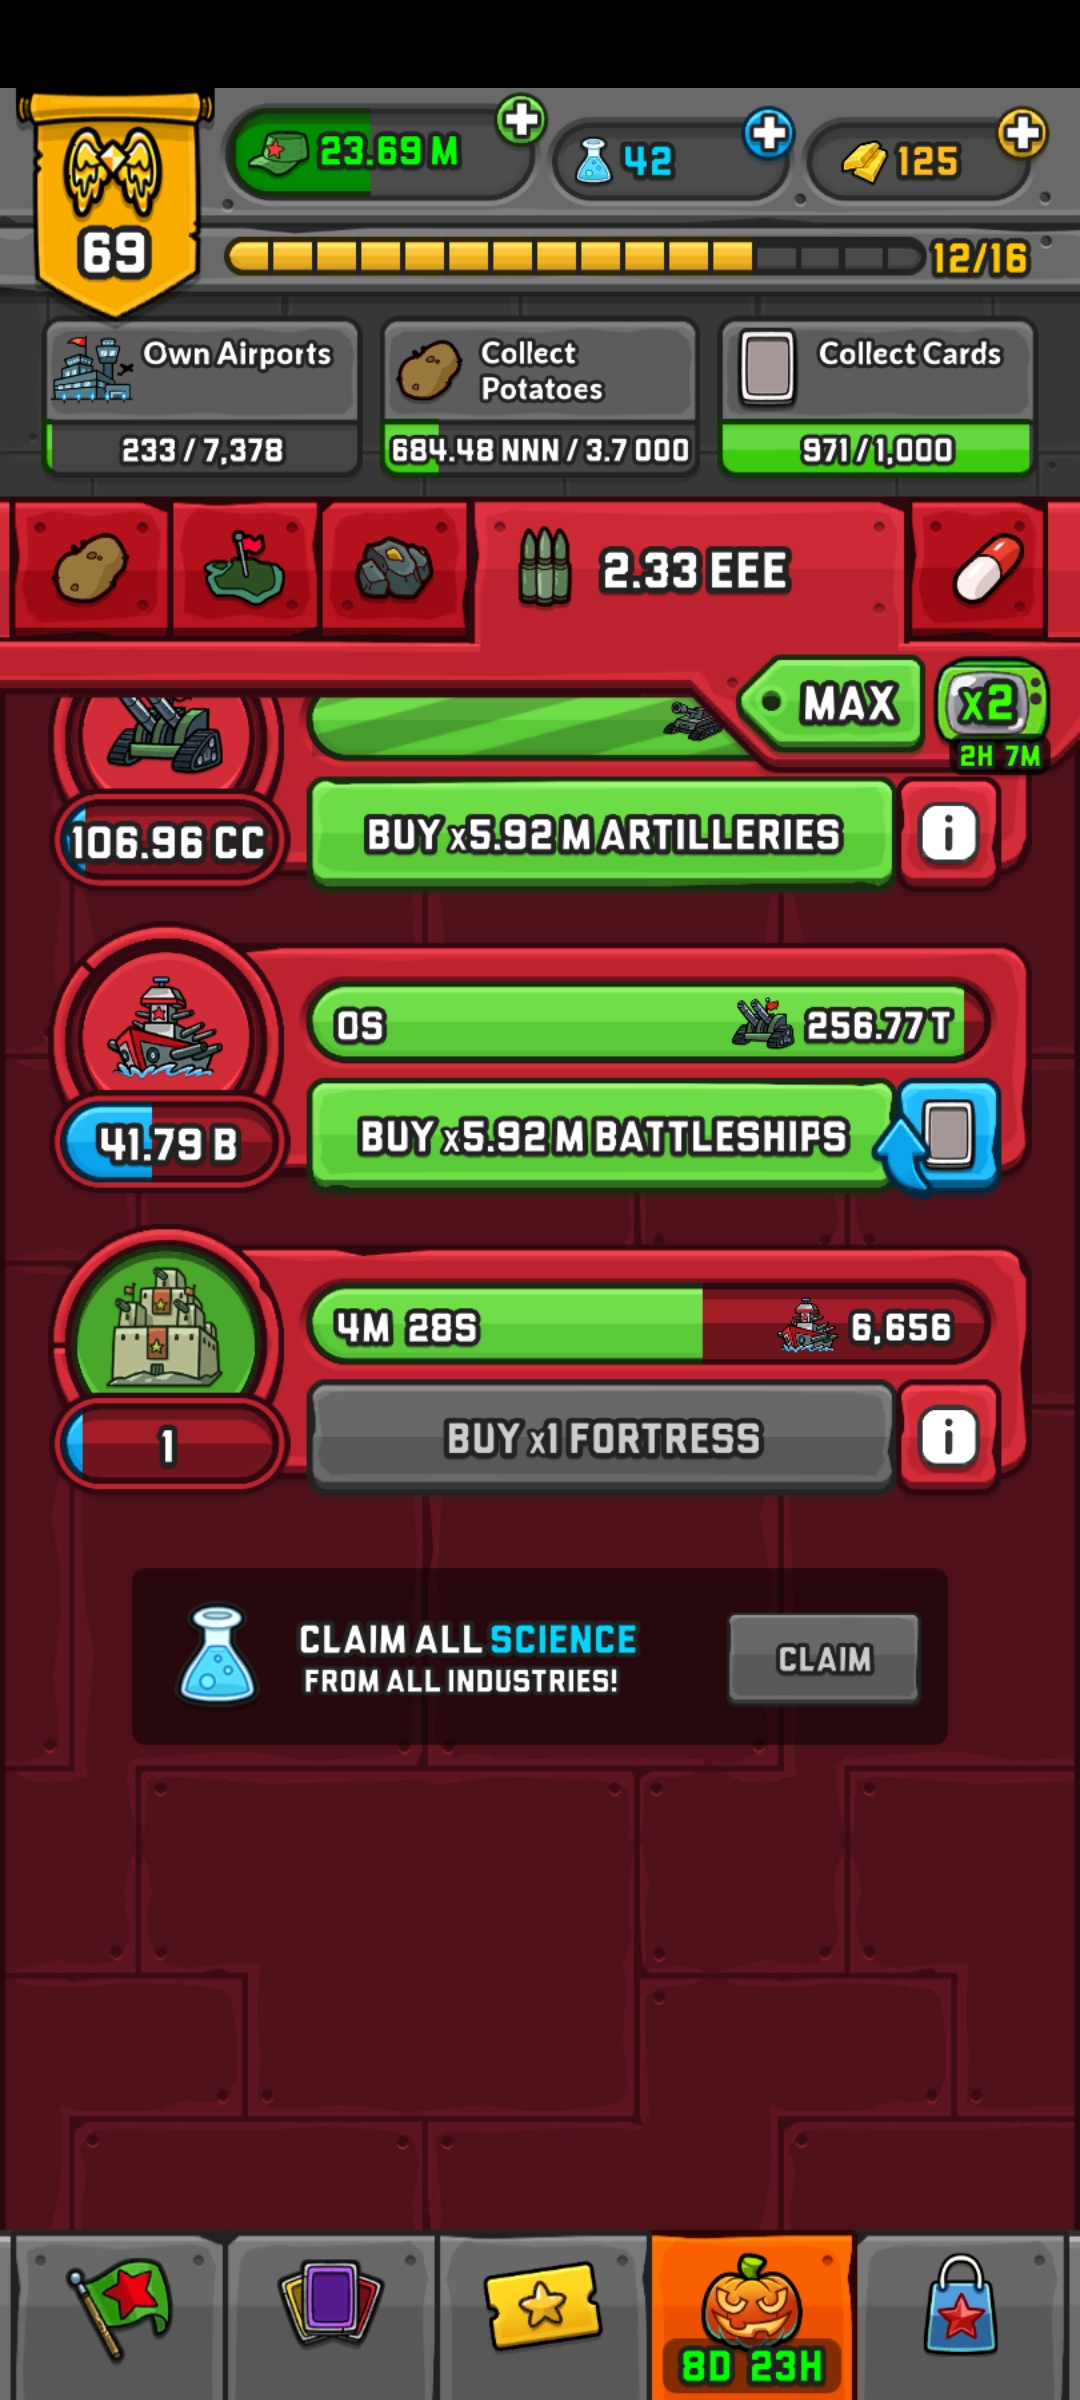 23.69 M
42
125
69
12/16
Own Airports
233 / 7,378
Collect
Potatoes
684.48 NNN / 3.7 OOO
Collect Cards
971 / 1,000
2.33 EEE
MAX
x2
2H 7M
106.96 CC
BUY x5.92 M ARTILLERIES
i
0S
256.77 T
41.79 B
BUY x5.92 M BATTLESHIPS
4M 28S
6,656
1
BUY x1 FORTRESS
i
CLAIM ALL SCIENCE
FROM ALL INDUSTRIES!
CLAIM
8D 23H